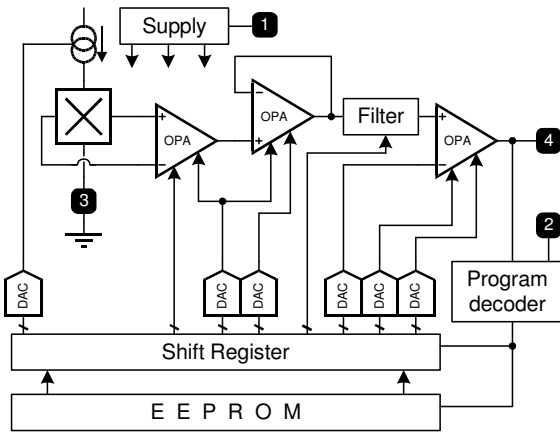 Supply
1
OPA
OPA
Filter
OPA
4
3
2
DAC
DAC
DAC
DAC
DAC
DAC
Program
decoder
Shift Register
E E P R O M